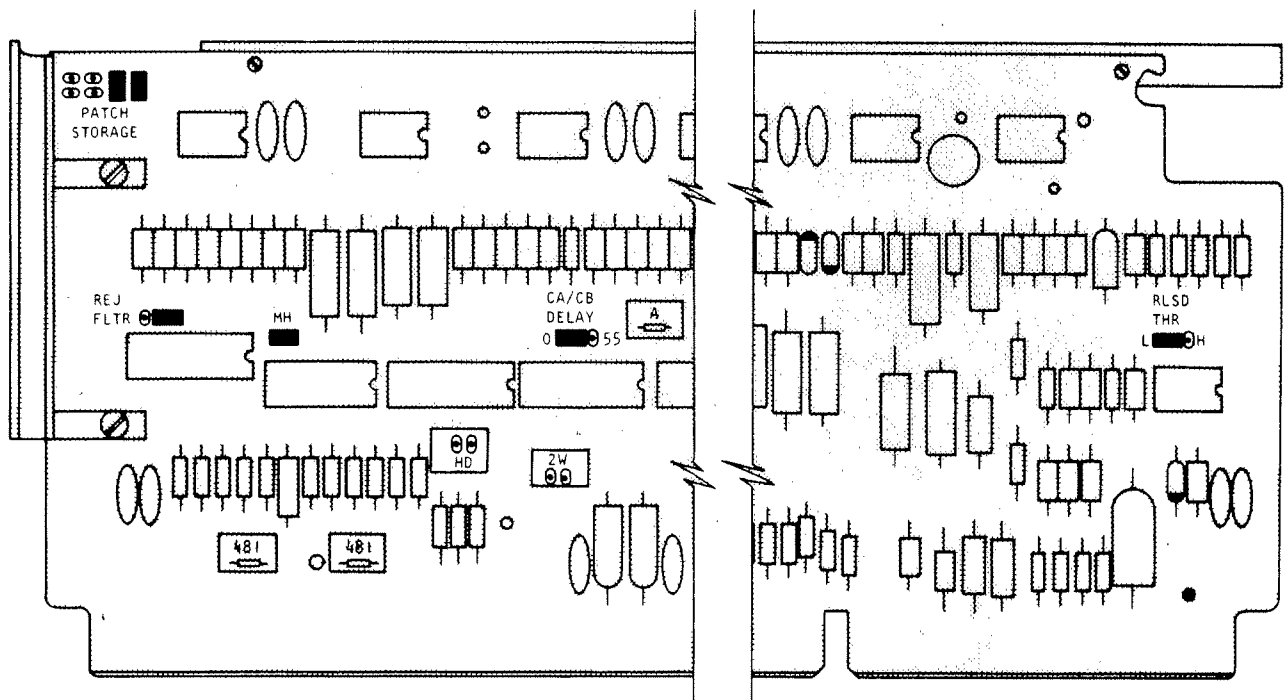 PATCH
STORAGE
REJ
FLTR
MH
CA/CB
DELAY
0 55
A
RLSD
THR
L H
HD
2W
481
481